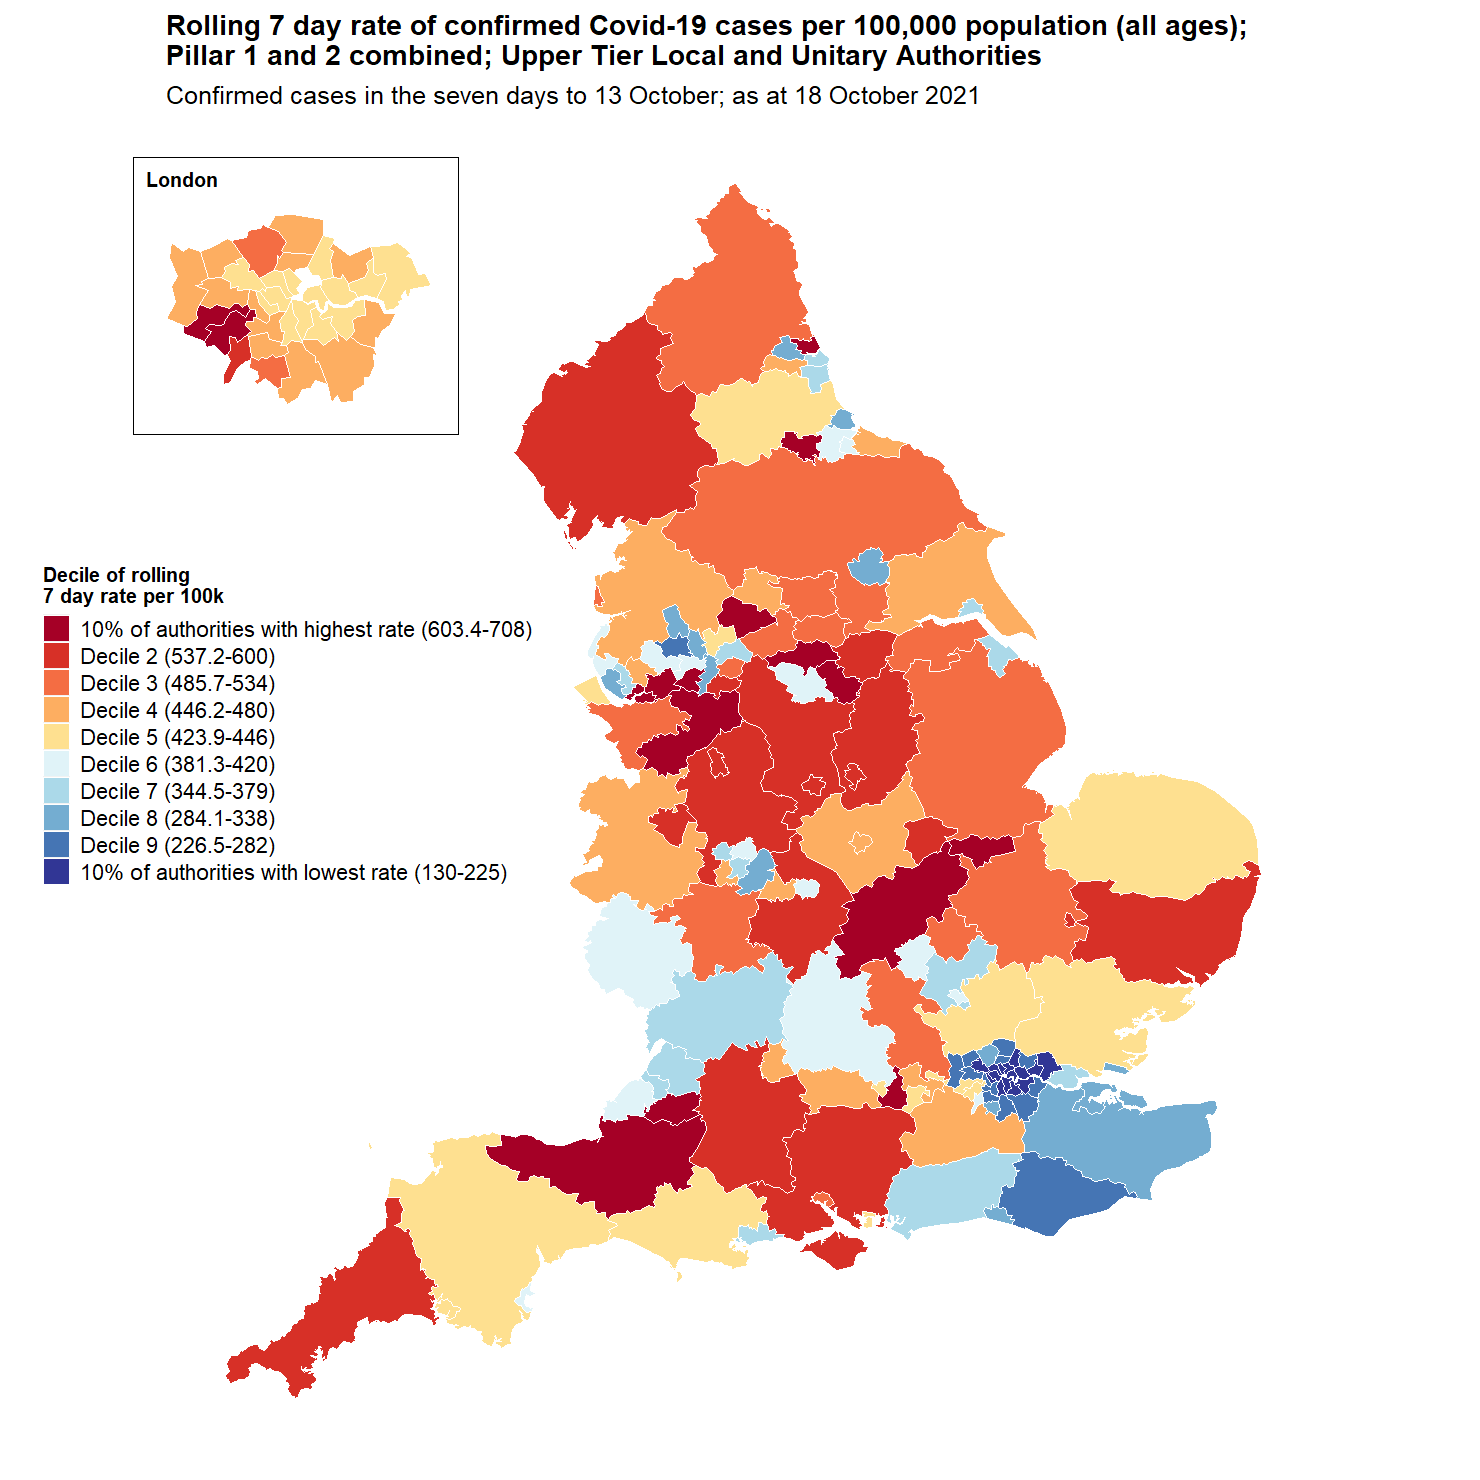 Rolling 7 day rate of confirmed Covid-19 cases per 100,000 population (all ages);
Pillar 1 and 2 combined; Upper Tier Local and Unitary Authorities
Confirmed cases in the seven days to 13 October; as at 18 October 2021
London
Decile of rolling
7 day rate per 100k
10% of authorities with highest rate (603.4-708)
Decile 2 (537.2-600)
Decile 3 (485.7-534)
Decile 4 (446.2-480)
Decile 5 (423.9-446)
Decile 6 (381.3-420)
Decile 7 (344.5-379)
Decile 8 (284.1-338)
Decile 9 (226.5-282)
10% of authorities with lowest rate (130-225)